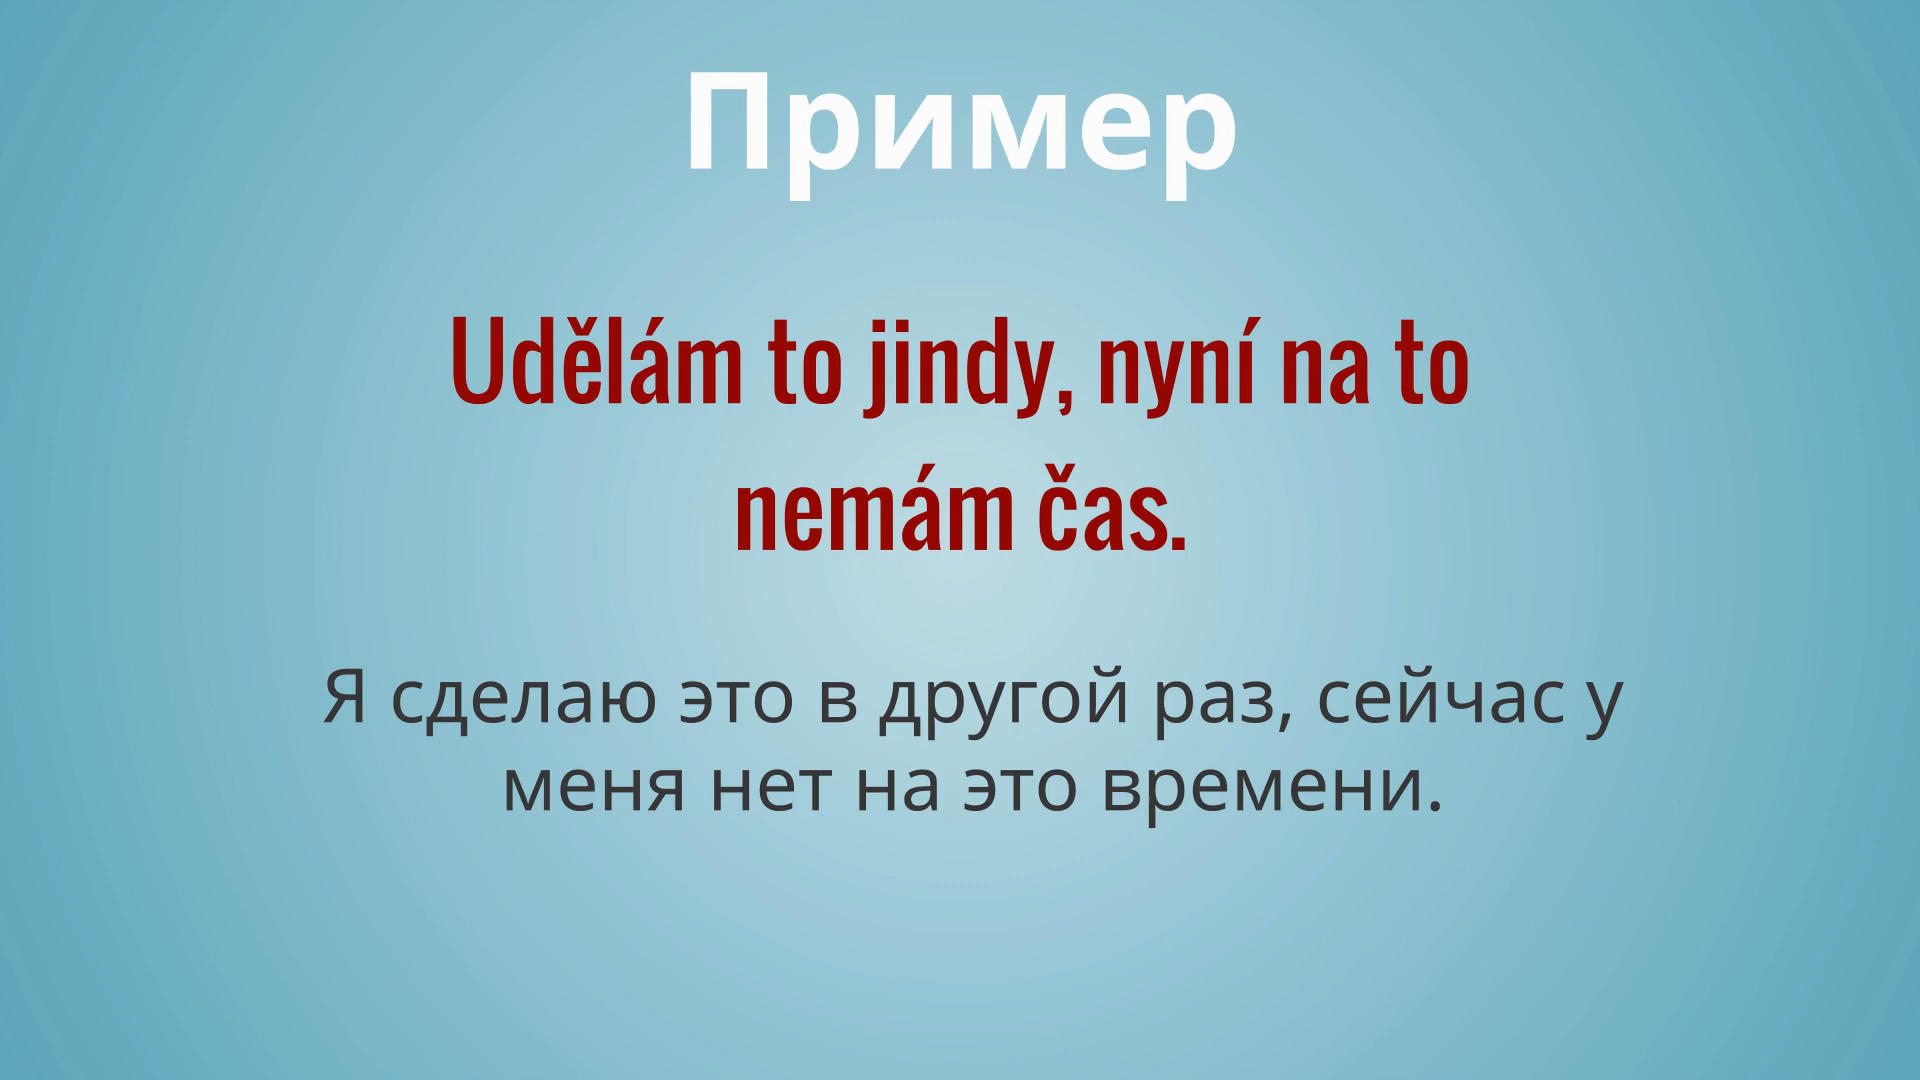 Пример
Udělám to jindy, nyní na to
nemám čas.
Я сделаю это в другой раз, сейчас у
меня нет на это времени.